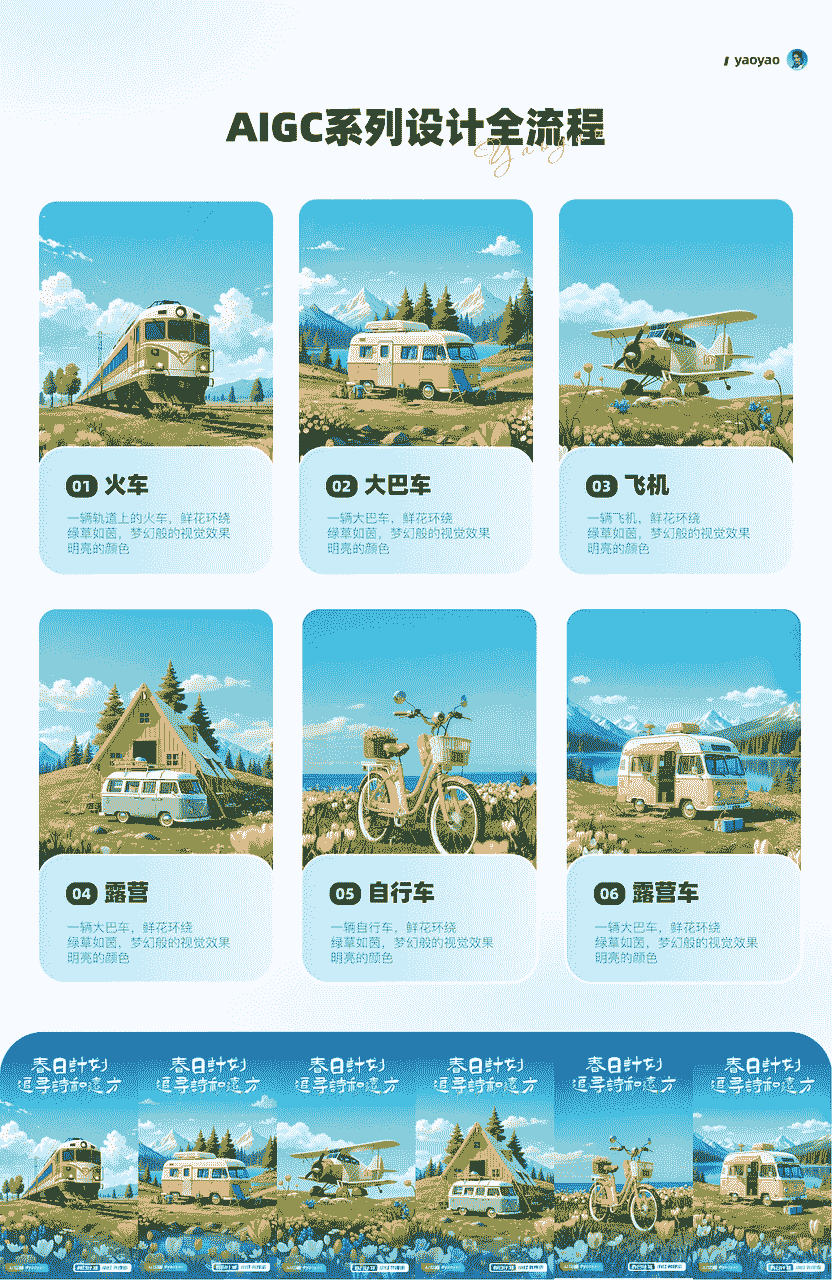 yaoyao
AIGC系列设计全流程
Yaoyao
01 火车
一辆轨道上的火车，鲜花环绕
绿草如茵，梦幻般的视觉效果
明亮的颜色
02 大巴车
一辆大巴车，鲜花环绕
绿草如茵，梦幻般的视觉效果
明亮的颜色
03 飞机
一辆飞机，鲜花环绕
绿草如茵，梦幻般的视觉效果
明亮的颜色
04 露营
一辆大巴车，鲜花环绕
绿草如茵，梦幻般的视觉效果
明亮的颜色
05 自行车
一辆自行车，鲜花环绕
绿草如茵，梦幻般的视觉效果
明亮的颜色
06 露营车
一辆大巴车，鲜花环绕
绿草如茵，梦幻般的视觉效果
明亮的颜色
春日計划
追寻詩和遠方
春日計划
追寻詩和遠方
春日計划
追寻詩和遠方
春日計划
追寻詩和遠方
春日計划
追寻詩和遠方
春日計划
追寻詩和遠方